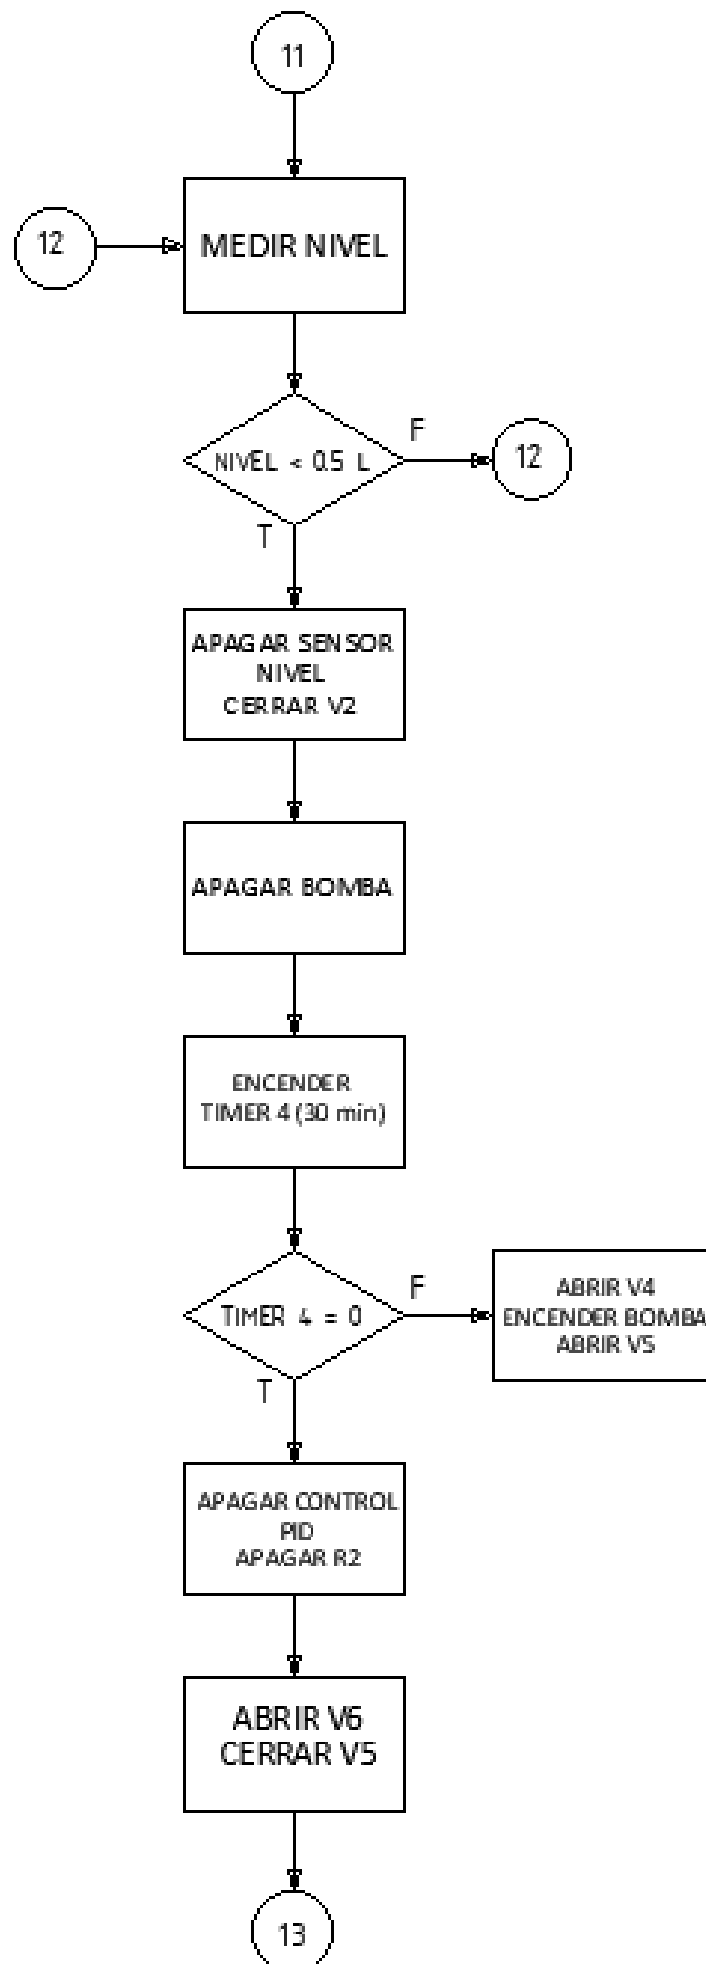 11
12
MEDIR NIVEL
NIVEL < 0.5 L
F
12
T
APAGAR SENSOR
NIVEL
CERRAR V2
APAGAR BOMBA
ENCENDER
TIMER 4 (30 min)
TIMER 4 = 0
F
ABRIR V4
ENCENDER BOMBA
ABRIR V5
T
APAGAR CONTROL
PID
APAGAR R2
ABRIR V6
CERRAR V5
13